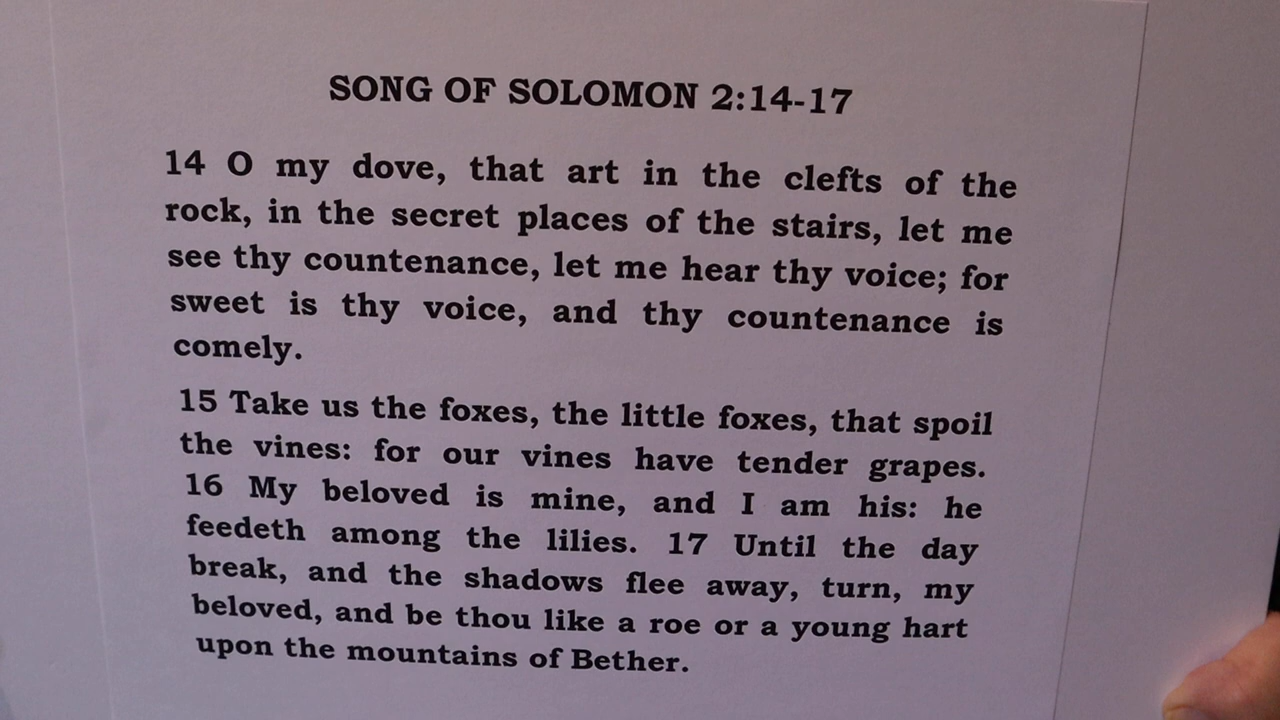 SONG OF SOLOMON 2:14-17
14 O my dove, that art in the clefts of the
rock, in the secret places of the stairs, let me
see thy countenance, let me hear thy voice; for
sweet is thy voice, and thy countenance is
comely.
15 Take us the foxes, the little foxes, that spoil
the vines: for our vines have tender grapes.
16 My beloved is mine, and I am his: he
feedeth among the lilies. 17 Until the day
break, and the shadows flee away, turn, my
beloved, and be thou like a roe or a young hart
upon the mountains of Bether.